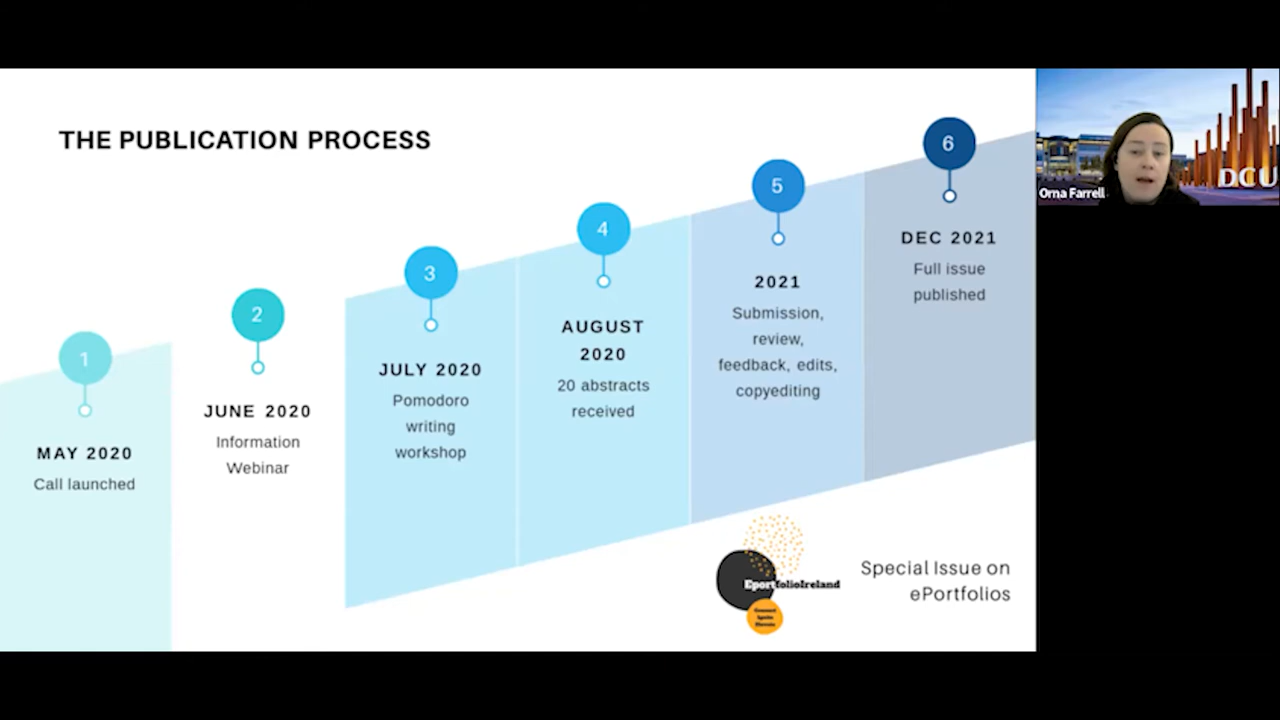 THE PUBLICATION PROCESS
1
MAY 2020
Call launched
2
JUNE 2020
Information
Webinar
3
JULY 2020
Pomodoro
writing
workshop
4
AUGUST
2020
20 abstracts
received
5
2021
Submission,
review,
feedback, edits,
copyediting
6
DEC 2021
Full issue
published
EportfolioIreland
Special Issue on
ePortfolios
DCU
Orna Farrell